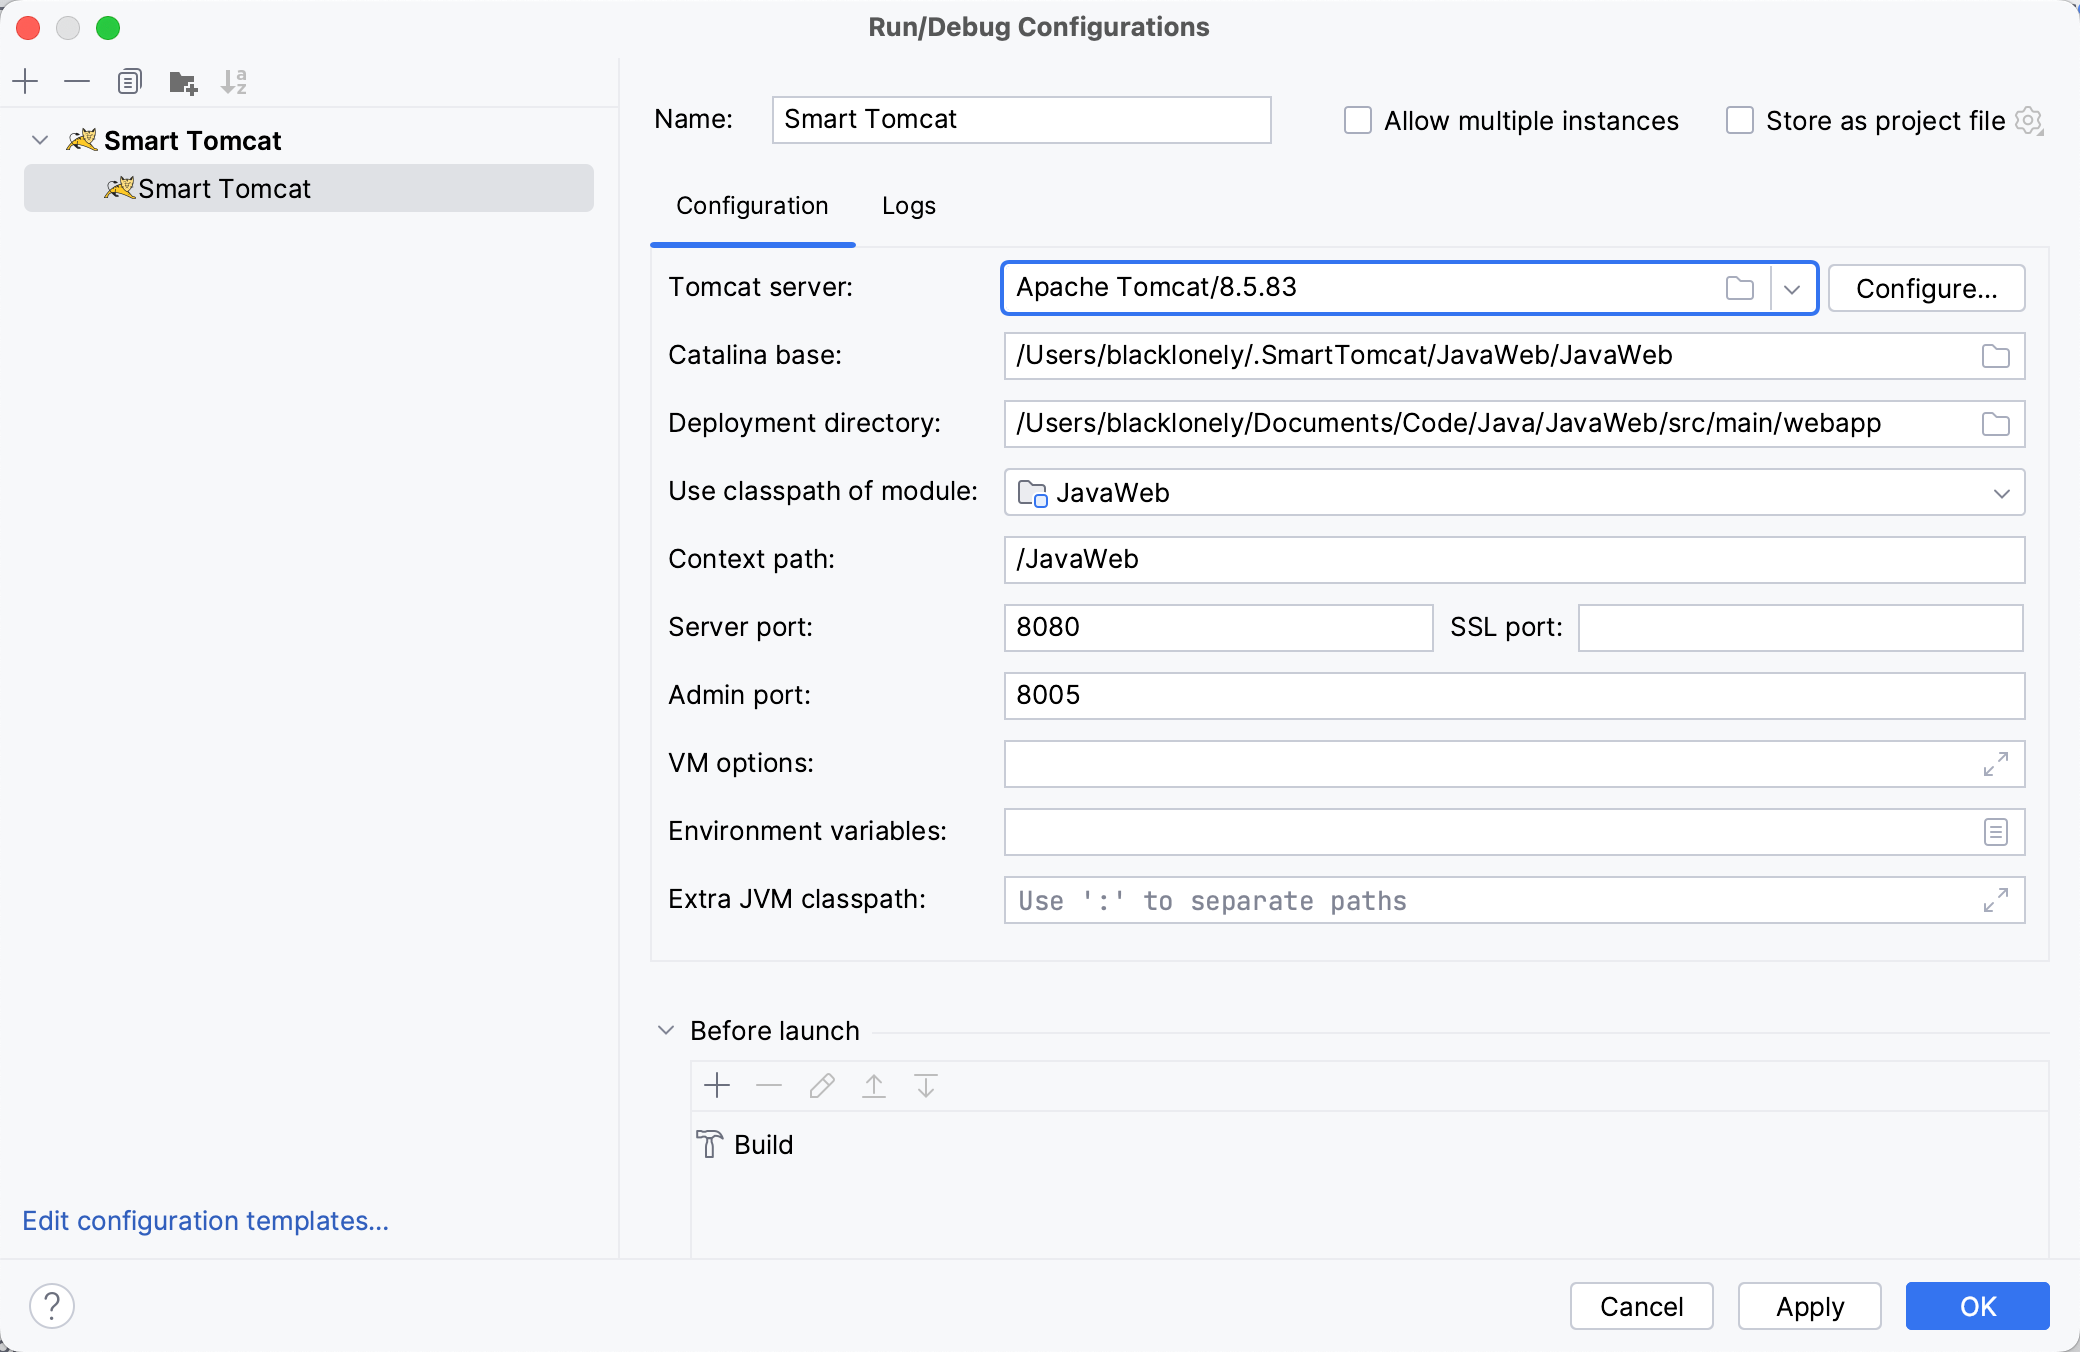 Run/Debug Configurations
Smart Tomcat
Smart Tomcat
Edit configuration templates...
Name: Smart Tomcat Allow multiple instances Store as project file
Configuration Logs
Tomcat server: Apache Tomcat/8.5.83 Configure...
Catalina base: /Users/blacklonely/.SmartTomcat/JavaWeb/JavaWeb
Deployment directory: /Users/blacklonely/Documents/Code/Java/JavaWeb/src/main/webapp
Use classpath of module: JavaWeb
Context path: /JavaWeb
Server port: 8080 SSL port:
Admin port: 8005
VM options:
Environment variables:
Extra JVM classpath: Use ':' to separate paths
Before launch
Build
? Cancel Apply OK